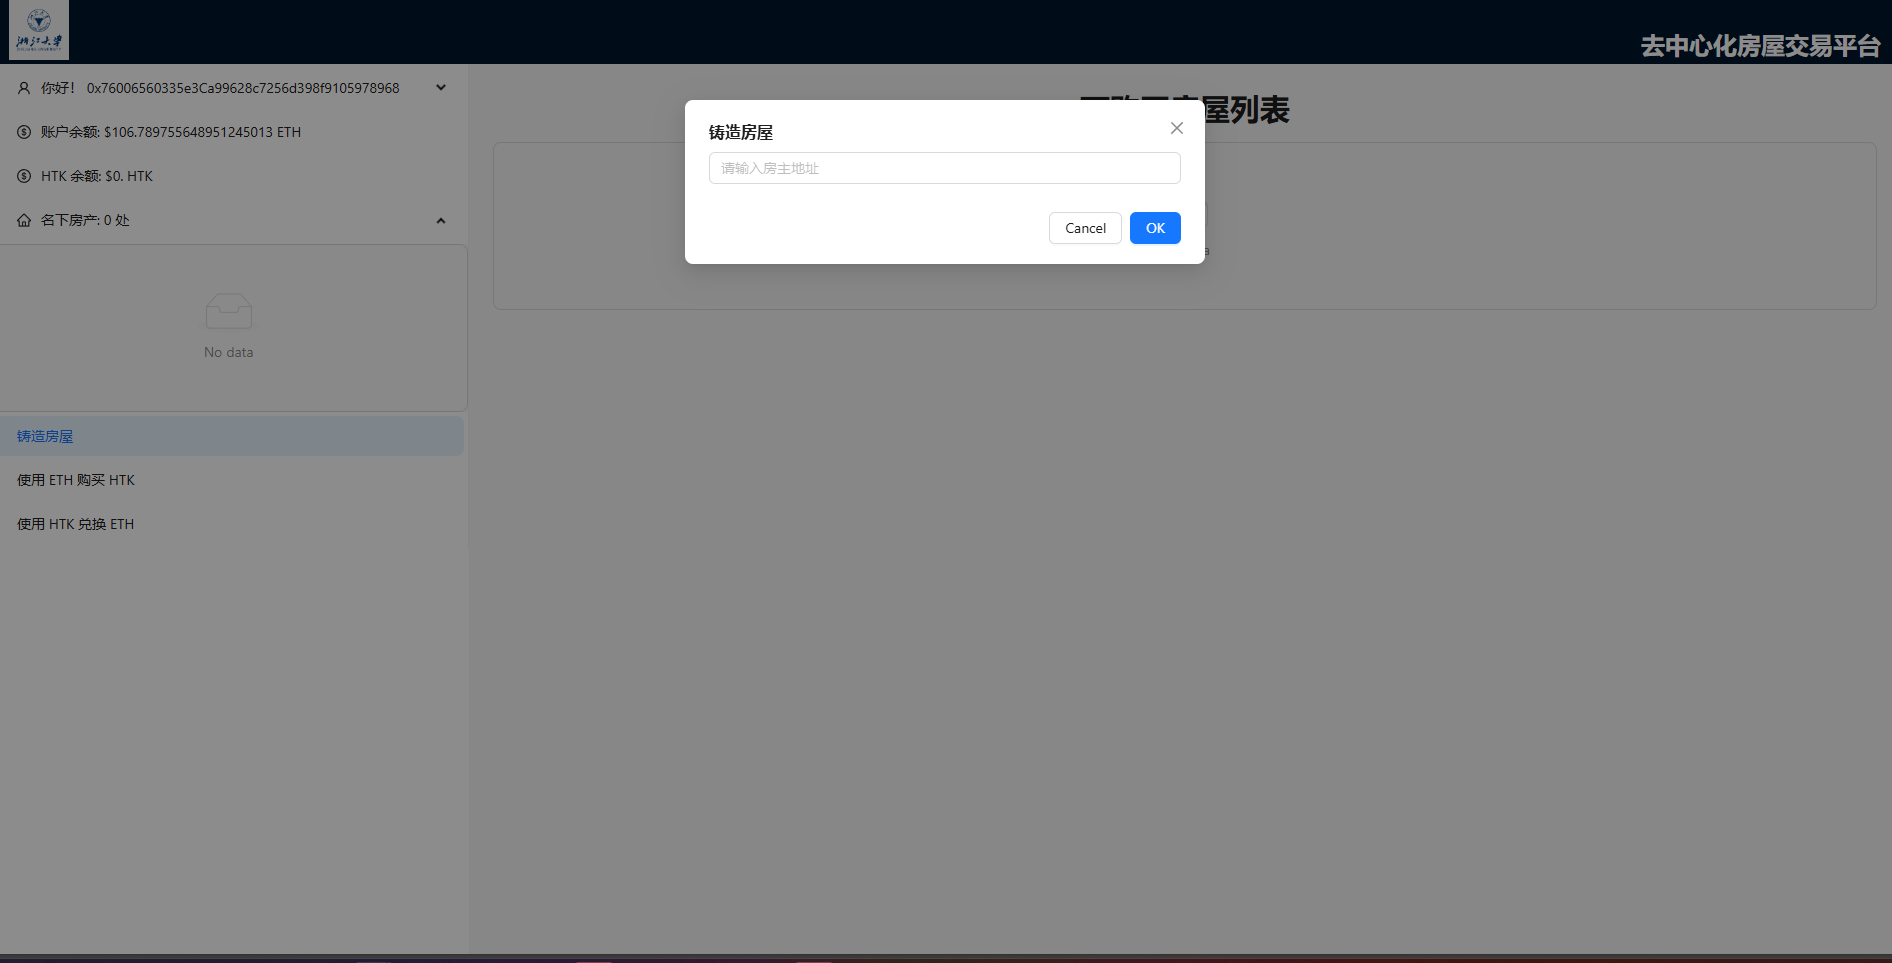 浙江大学
去中心化房屋交易平台
你好！ 0x76006560335e3Ca99628c7256d398f9105978968
账户余额: $106.789755648951245013 ETH
HTK 余额: $0. HTK
名下房产: 0 处
No data
铸造房屋
使用 ETH 购买 HTK
使用 HTK 兑换 ETH
屋列表
铸造房屋
请输入房主地址
Cancel
OK